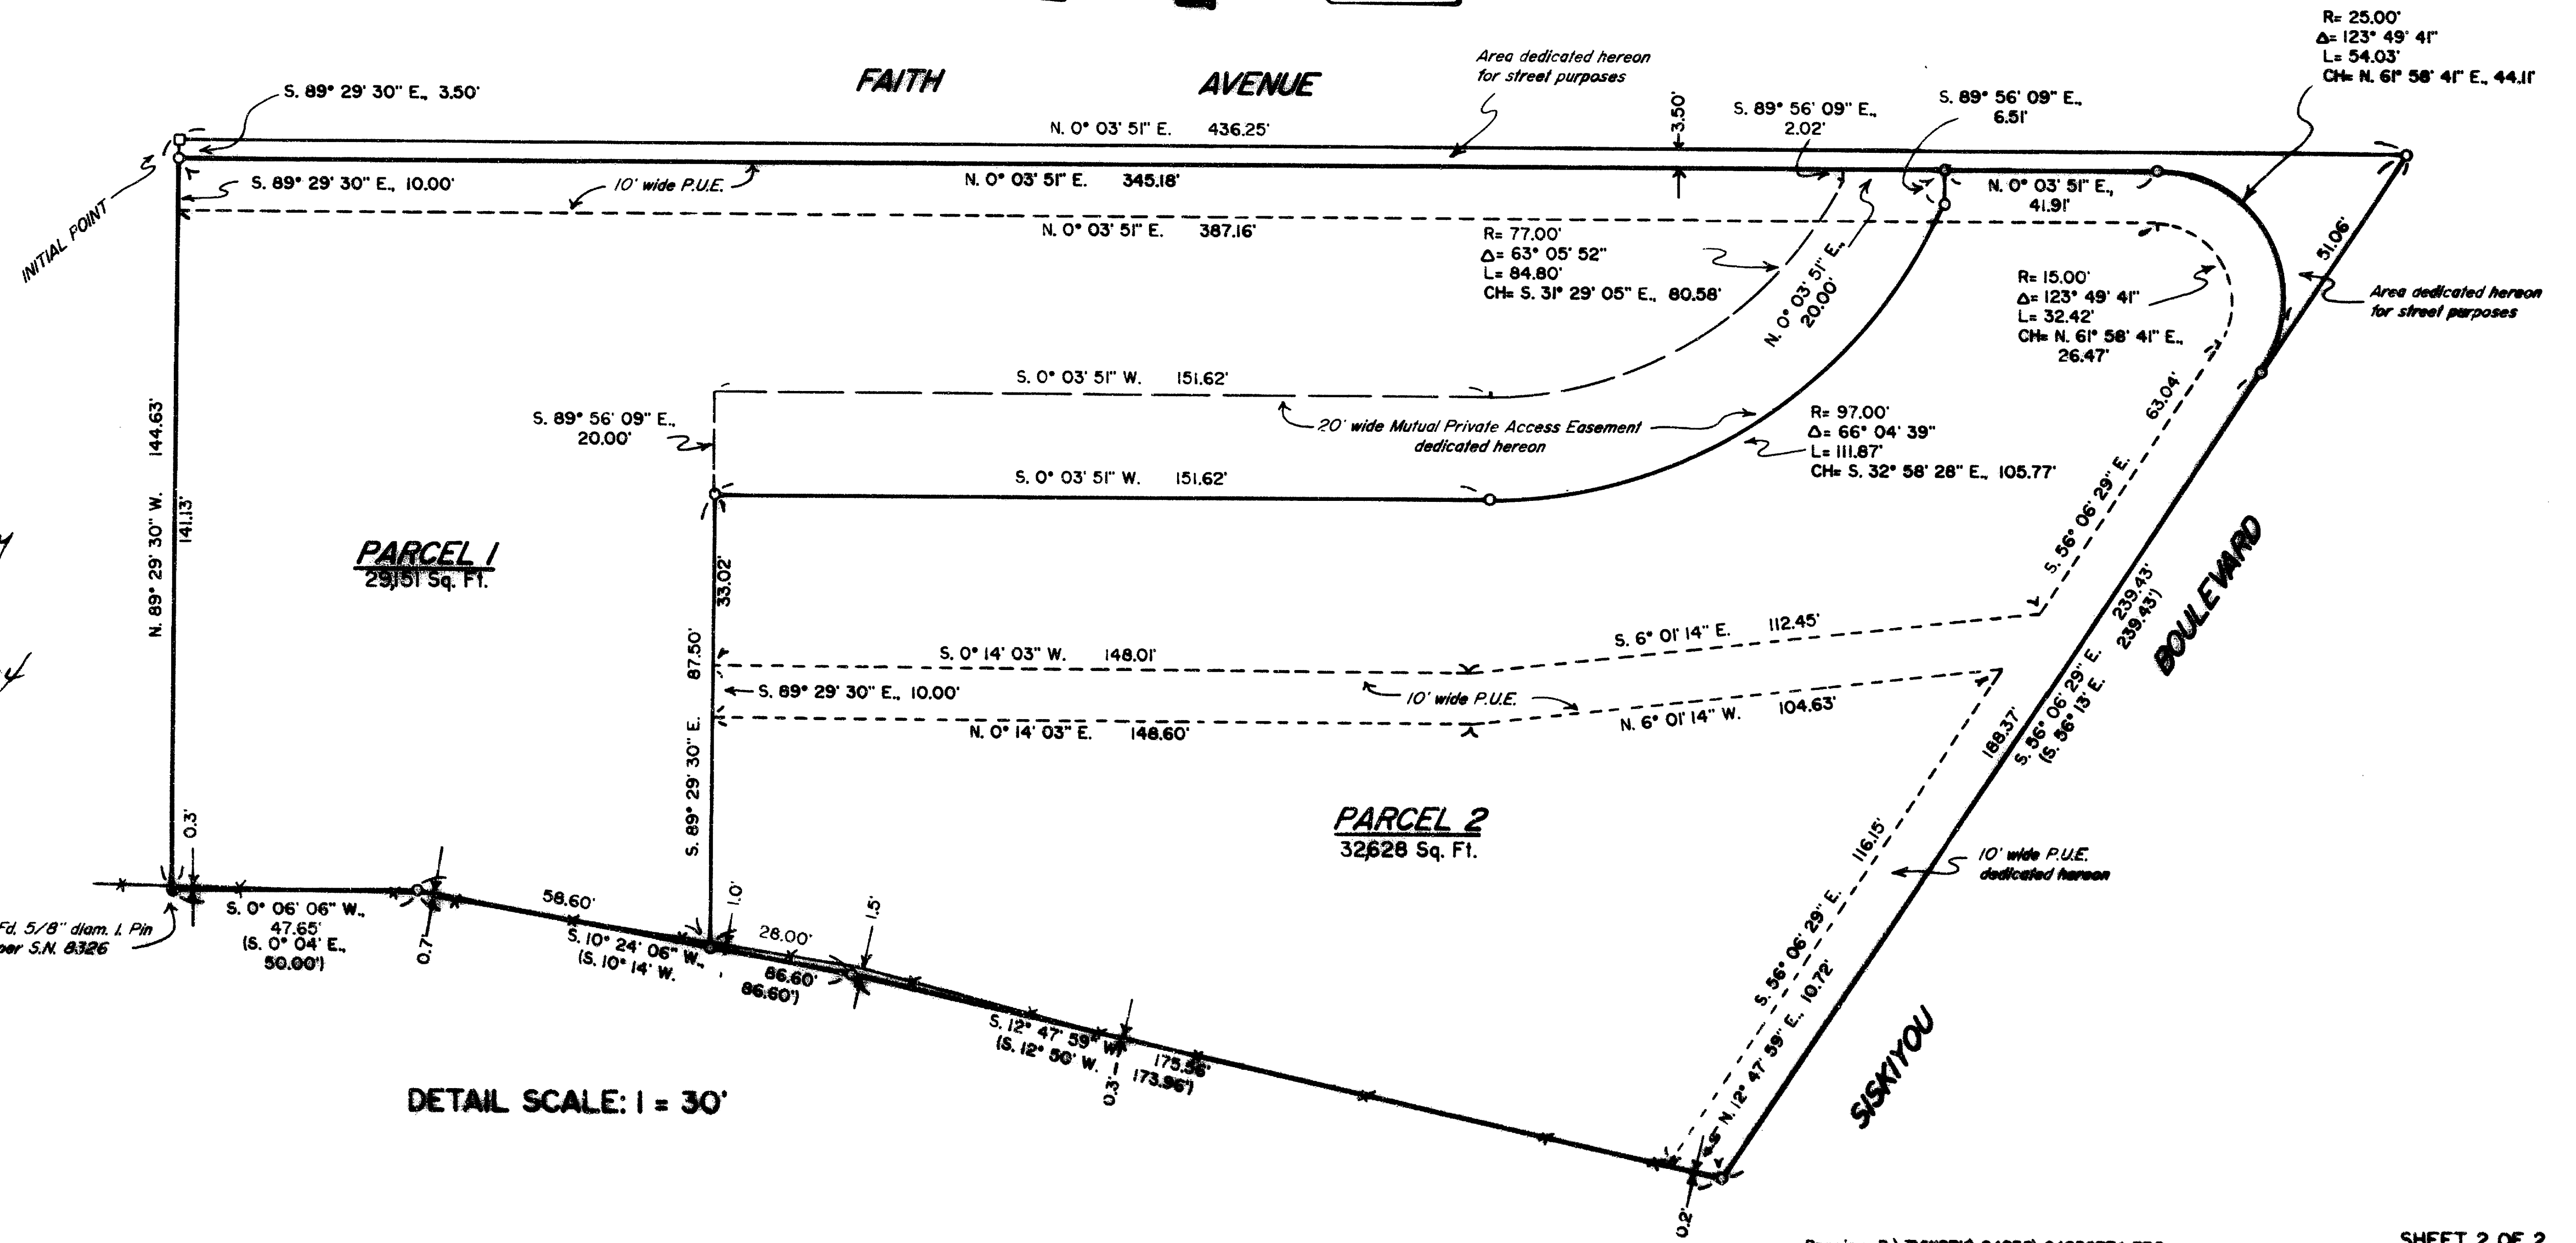 R= 25.00'
Δ= 123° 49' 41"
L= 54.03'
CH= N. 61° 58' 41" E., 44.11'
FAITH AVENUE
Area dedicated hereon
for street purposes
S. 89° 29' 30" E., 3.50'
3.50'
S. 89° 56' 09" E.,
2.02'
S. 89° 56' 09" E.,
6.51'
N. 0° 03' 51" E. 436.25'
S. 89° 29' 30" E., 10.00'
10' wide P.U.E.
N. 0° 03' 51" E. 345.18'
N. 0° 03' 51" E.,
41.91'
INITIAL POINT
N. 0° 03' 51" E. 387.16'
R= 77.00'
Δ= 63° 05' 52"
L= 84.80'
CH= S. 31° 29' 05" E., 80.58'
N. 0° 03' 51" E.,
20.00'
51.06'
R= 15.00'
Δ= 123° 49' 41"
L= 32.42'
CH= N. 61° 58' 41" E.,
26.47'
Area dedicated hereon
for street purposes
S. 0° 03' 51" W. 151.62'
S. 89° 56' 09" E.,
20.00'
20' wide Mutual Private Access Easement
dedicated hereon
R= 97.00'
Δ= 66° 04' 39"
L= 111.87'
CH= S. 32° 58' 28" E., 105.77'
S. 0° 03' 51" W. 151.62'
N. 89° 29' 30" W. 144.63'
141.13'
PARCEL 1
29,151 Sq. Ft.
33.02'
S. 89° 29' 30" E. 87.50'
S. 56° 06' 29" E. 63.04'
S. 0° 14' 03" W. 148.01'
S. 6° 01' 14" E. 112.45'
S. 89° 29' 30" E., 10.00'
10' wide P.U.E.
N. 0° 14' 03" E. 148.60'
N. 6° 01' 14" W. 104.63'
188.37'
S. 56° 06' 29" E. 239.43'
(S. 56° 13' E. 239.43')
SISKIYOU BOULEVARD
PARCEL 2
32,628 Sq. Ft.
S. 56° 06' 29" E. 116.15'
N. 12° 47' 59" E., 10.72'
10' wide P.U.E.
dedicated hereon
0.3'
S. 0° 06' 06" W.,
47.65'
(S. 0° 04' E.,
50.00')
Fd. 5/8" diam. I. Pin
per S.N. 8326
0.7'
58.60'
S. 10° 24' 06" W., 86.60'
(S. 10° 14' W. 86.60')
1.0'
28.00'
1.5'
S. 12° 47' 59" W. 175.56'
(S. 12° 50' W. 173.96')
0.3'
0.2'
DETAIL SCALE: 1 = 30'
SHEET 2 OF 2